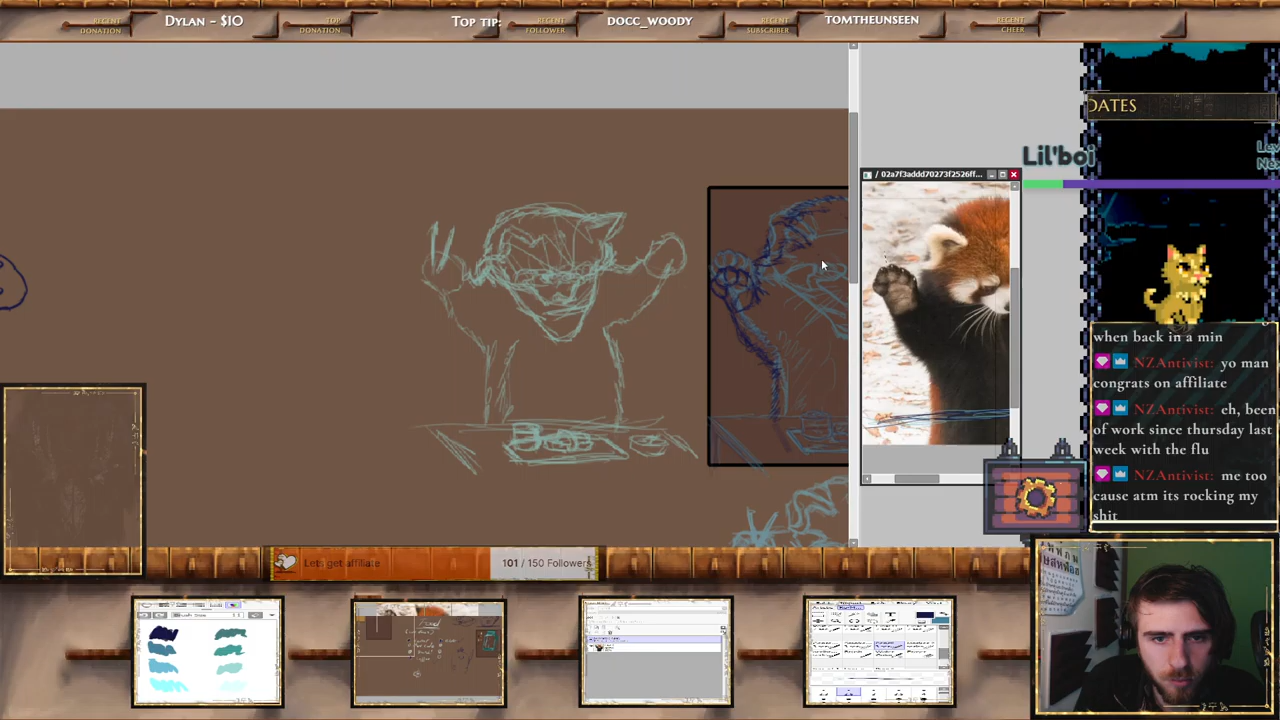 RECENT DONATION
Dylan - $10
TOP DONATION
Top tip:
RECENT FOLLOWER
DOCC_WOODY
RECENT SUBSCRIBER
TOMTHEUNSEEN
RECENT CHEER
DATES
Lil'boi
/ 02a7f3addd70273f2526ff...
when back in a min
NZAntivist: yo man
congrats on affiliate
NZAntivist: eh, been
of work since thursday last
week with the flu
NZAntivist: me too
cause atm its rocking my
shit
Lets get affiliate
101 / 150 Followers